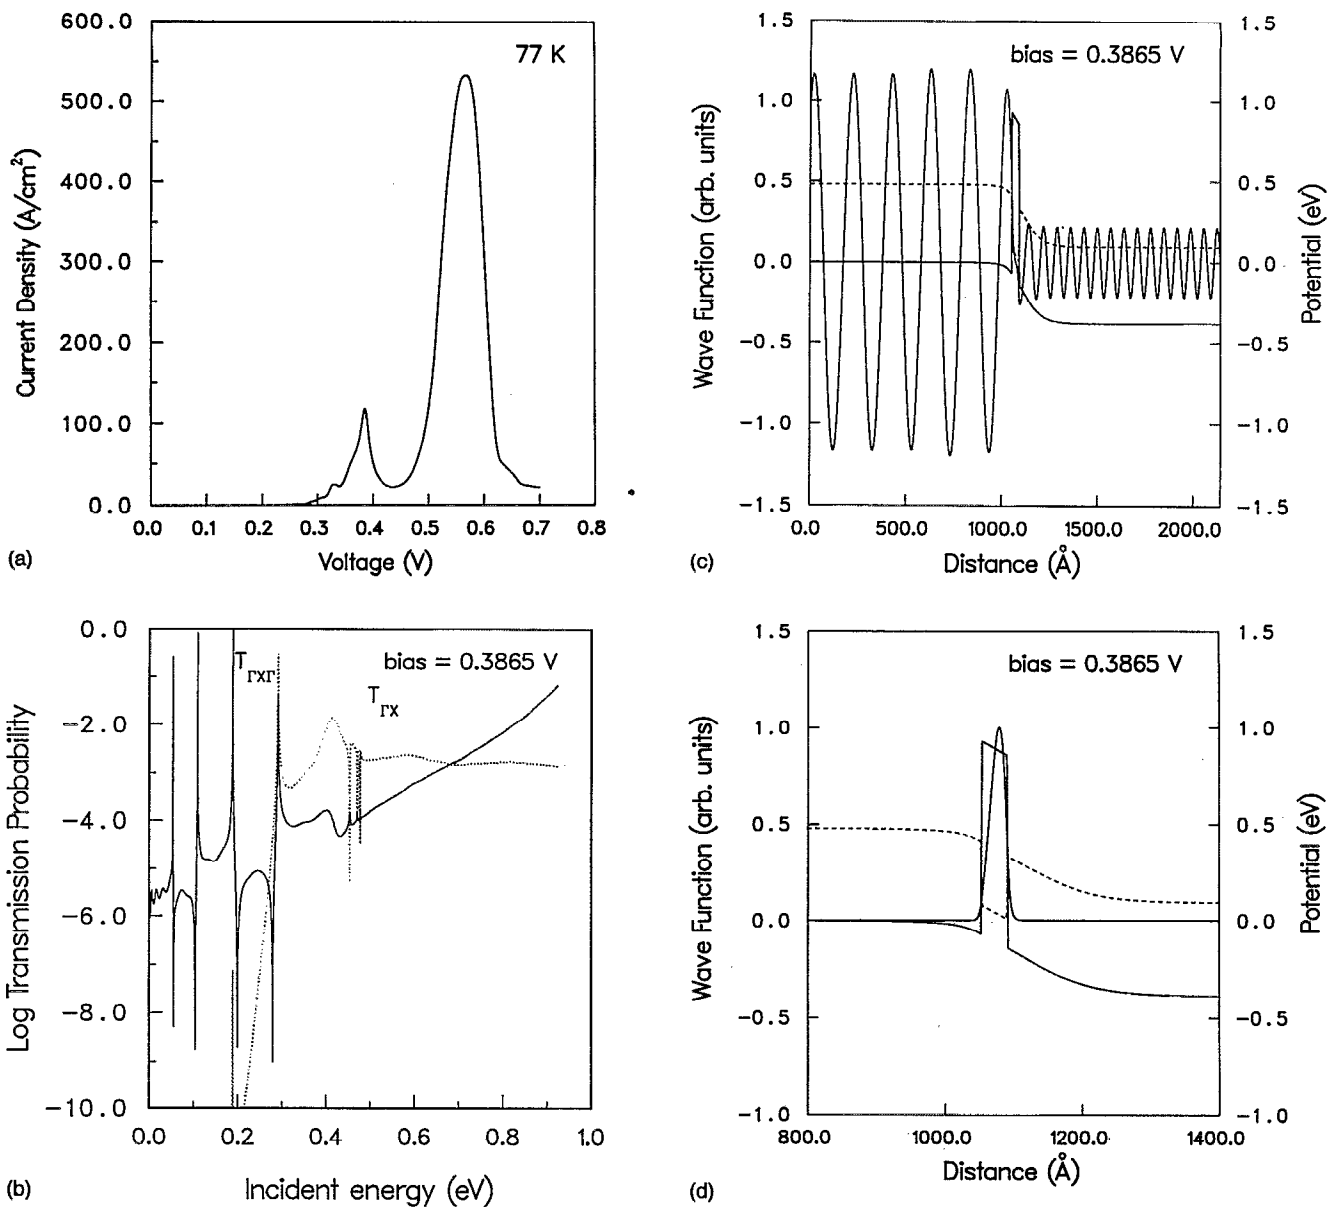 600.0
500.0
400.0
300.0
200.0
100.0
0.0
Current Density (A/cm²)
77 K
0.0 0.1 0.2 0.3 0.4 0.5 0.6 0.7 0.8
Voltage (V)
(a)
1.5
1.0
0.5
0.0
−0.5
−1.0
−1.5
Wave Function (arb. units)
bias = 0.3865 V
1.5
1.0
0.5
0.0
−0.5
−1.0
−1.5
Potential (eV)
0.0 500.0 1000.0 1500.0 2000.0
Distance (Å)
(c)
0.0
−2.0
−4.0
−6.0
−8.0
−10.0
Log Transmission Probability
T_ΓXΓ
bias = 0.3865 V
T_ΓX
0.0 0.2 0.4 0.6 0.8 1.0
Incident energy (eV)
(b)
1.5
1.0
0.5
0.0
−0.5
−1.0
Wave Function (arb. units)
bias = 0.3865 V
1.5
1.0
0.5
0.0
−0.5
−1.0
Potential (eV)
800.0 1000.0 1200.0 1400.0
Distance (Å)
(d)